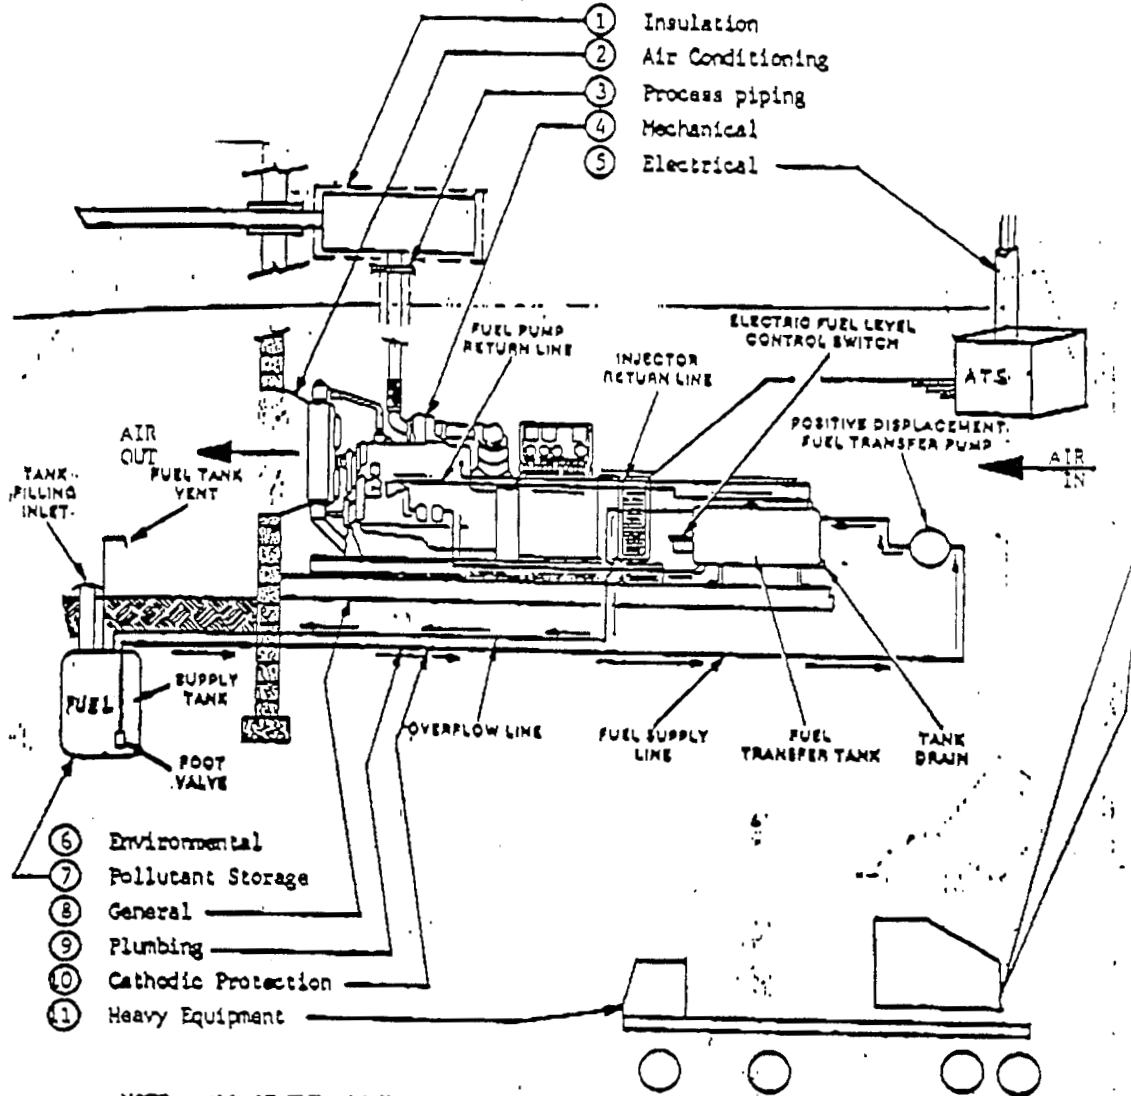 1 Insulation
2 Air Conditioning
3 Process piping
4 Mechanical
5 Electrical
FUEL PUMP
RETURN LINE
ELECTRIC FUEL LEVEL
CONTROL SWITCH
INJECTOR
RETURN LINE
A.T.S.
POSITIVE DISPLACEMENT
FUEL TRANSFER PUMP
AIR
IN
AIR
OUT
TANK
FILLING
INLET
FUEL TANK
VENT
FUEL
SUPPLY
TANK
FOOT
VALVE
OVERFLOW LINE
FUEL SUPPLY
LINE
FUEL
TRANSFER TANK
TANK
DRAIN
6 Environmental
7 Pollutant Storage
8 General
9 Plumbing
10 Cathodic Protection
11 Heavy Equipment